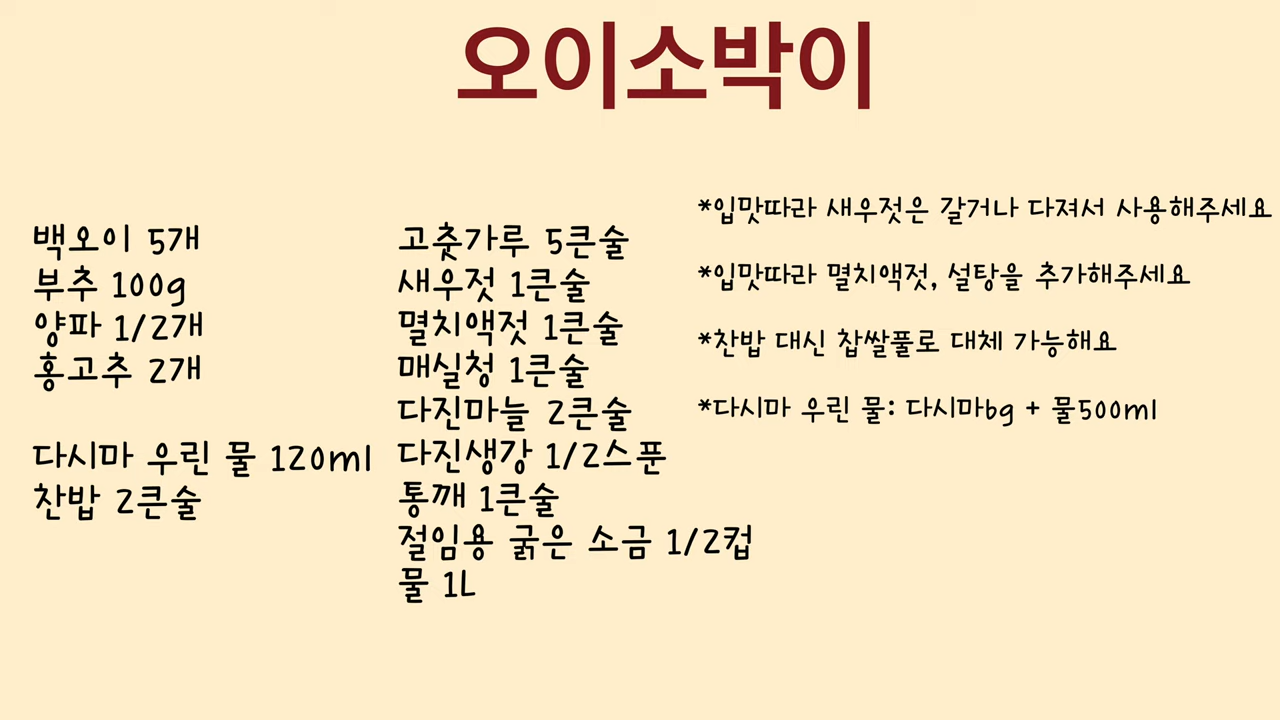 오이소박이
백오이 5개
부추 100g
양파 1/2개
홍고추 2개
다시마 우린 물 120ml
찬밥 2큰술
고춧가루 5큰술
새우젓 1큰술
멸치액젓 1큰술
매실청 1큰술
다진마늘 2큰술
다진생강 1/2스푼
통깨 1큰술
절임용 굵은 소금 1/2컵
물 1L
*입맛따라 새우젓은 갈거나 다져서 사용해주세요
*입맛따라 멸치액젓, 설탕을 추가해주세요
*찬밥 대신 찹쌀풀로 대체 가능해요
*다시마 우린 물: 다시마6g + 물500ml